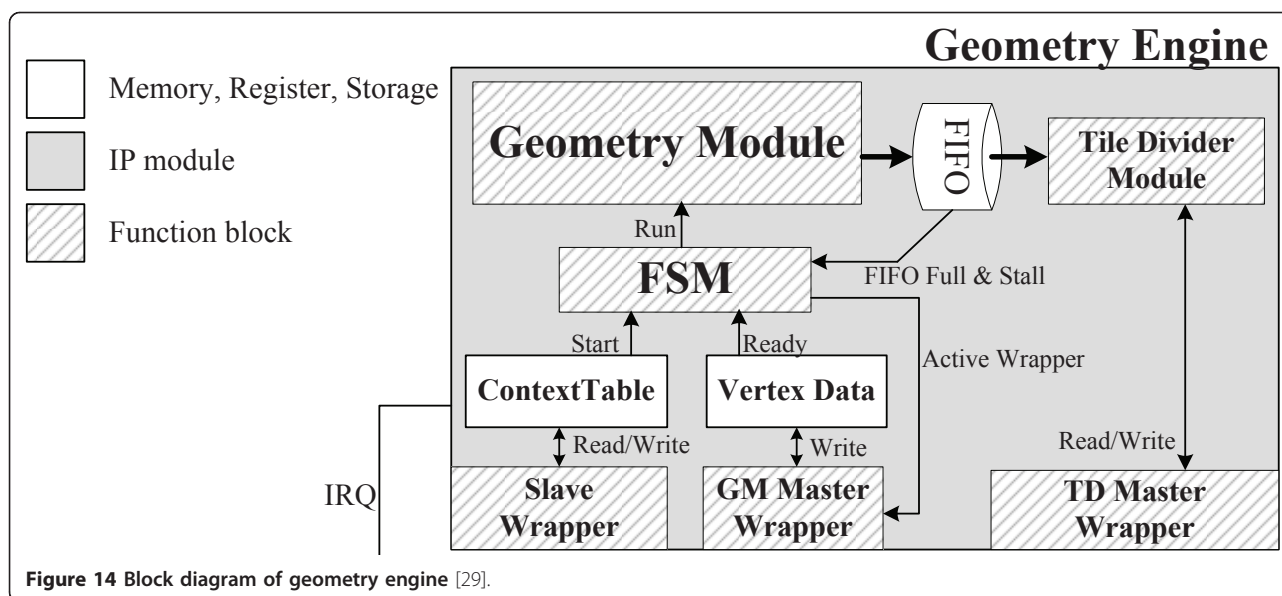 Geometry Engine
Memory, Register, Storage
IP module
Function block
Geometry Module
FIFO
Tile Divider
Module
Run
FSM
FIFO Full & Stall
Start
Ready
Active Wrapper
ContextTable
Vertex Data
Read/Write
Write
Read/Write
IRQ
Slave
Wrapper
GM Master
Wrapper
TD Master
Wrapper
Figure 14 Block diagram of geometry engine [29].